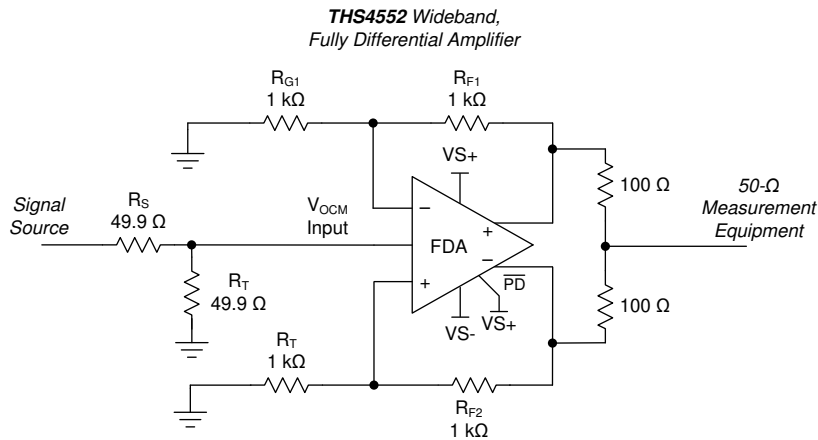 THS4552 Wideband,
Fully Differential Amplifier
RG1
1 kΩ
RF1
1 kΩ
VS+
100 Ω
Signal
Source
RS
49.9 Ω
VOCM
Input
–
FDA
+
–
+
PD
50-Ω
Measurement
Equipment
RT
49.9 Ω
VS-
VS+
100 Ω
RT
1 kΩ
RF2
1 kΩ